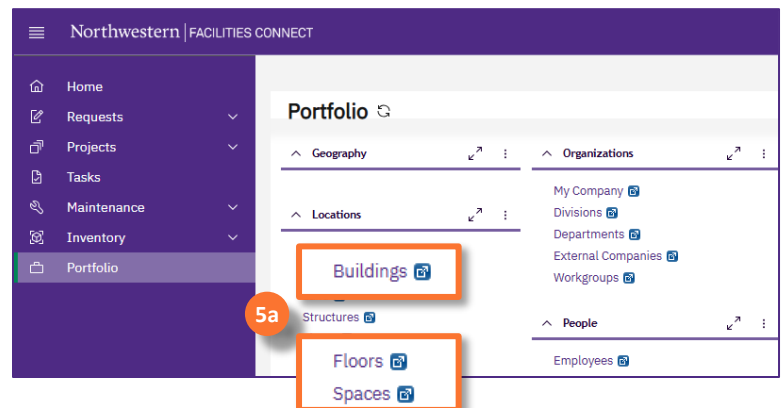 Northwestern | FACILITIES CONNECT
Home
Requests
Projects
Tasks
Maintenance
Inventory
Portfolio
Portfolio
Geography
Locations
Buildings
5a
Structures
Floors
Spaces
Organizations
My Company
Divisions
Departments
External Companies
Workgroups
People
Employees